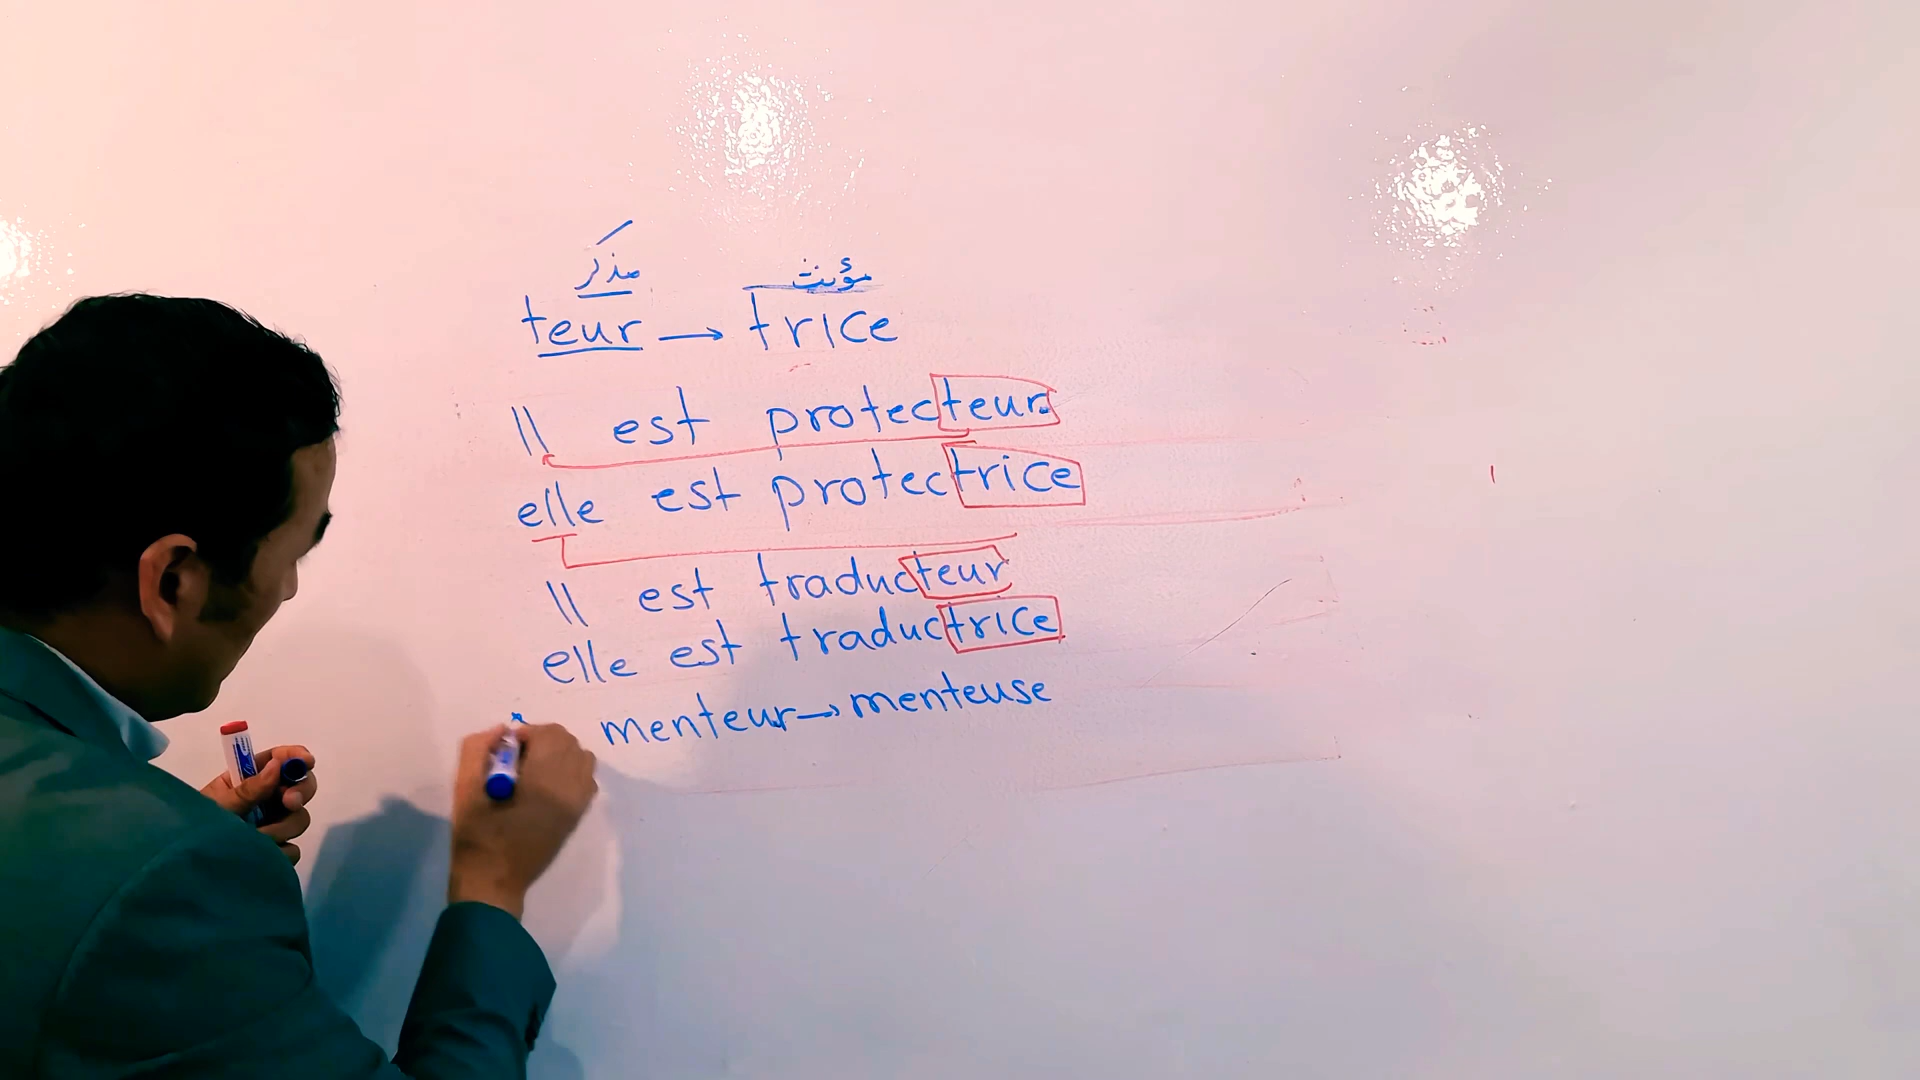 مذكر مؤنث
teur → trice
Il est protecteur
elle est protectrice
Il est traducteur
elle est traductrice
menteur → menteuse